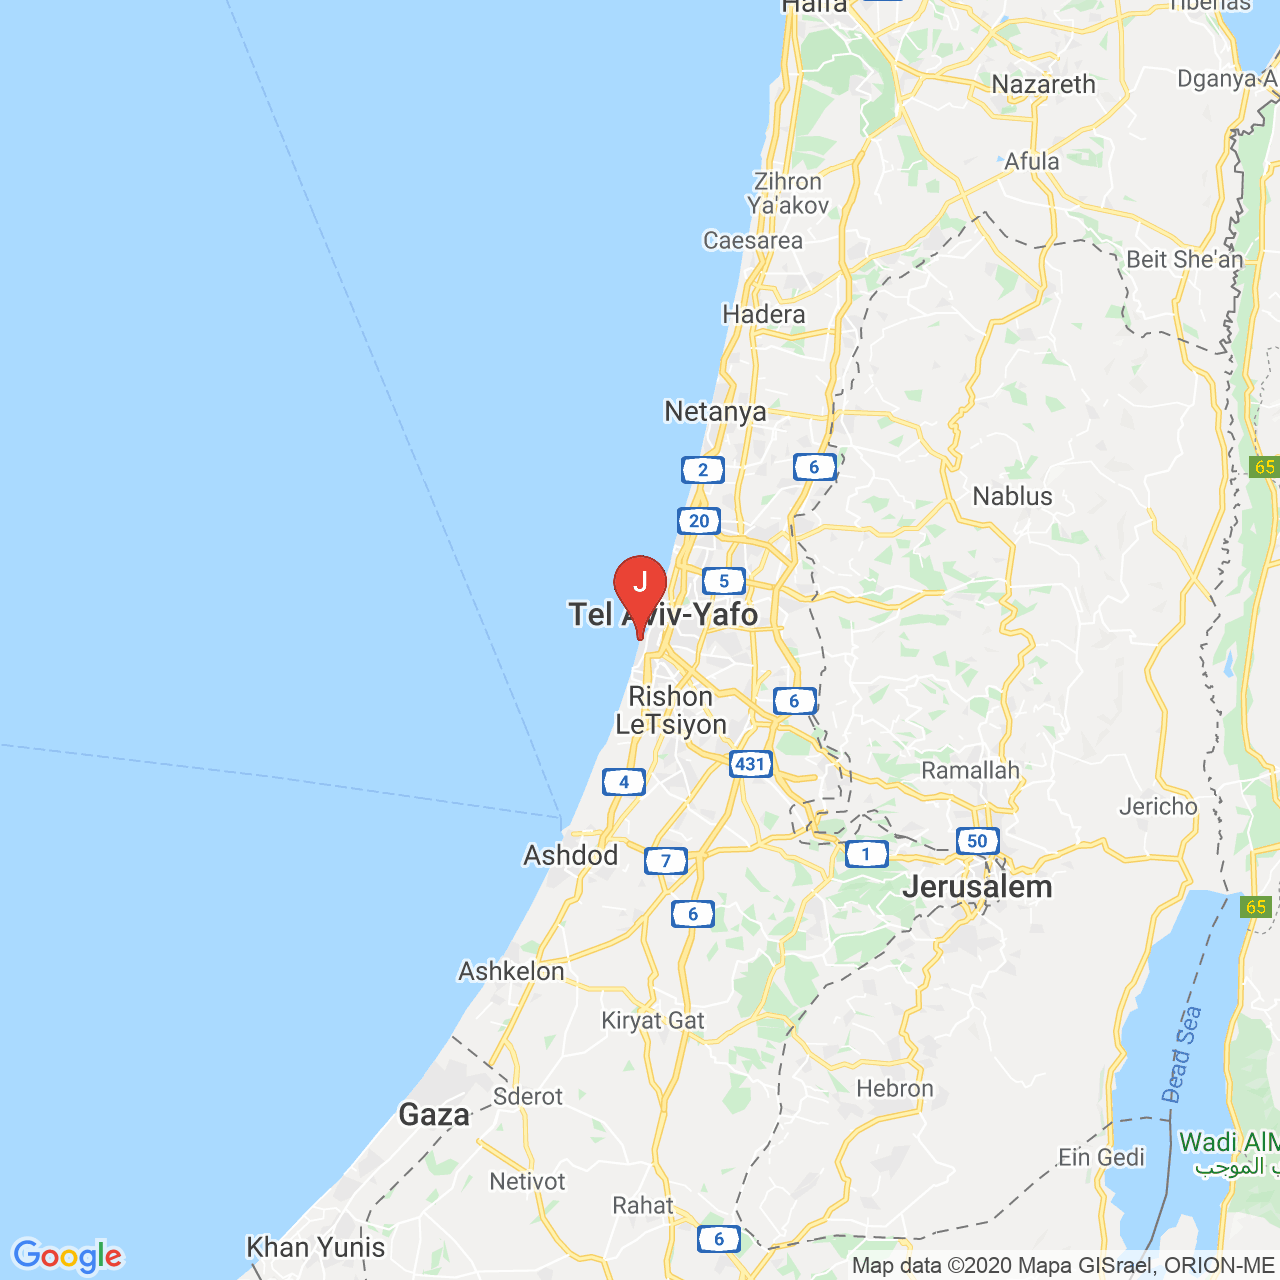 Haifa
Tiberias
Nazareth
Dganya A
Afula
Zihron
Ya'akov
Caesarea
Beit She'an
Hadera
Netanya
2
6
65
Nablus
20
J
5
Tel Aviv-Yafo
Rishon
LeTsiyon
6
431
4
Ramallah
Jericho
50
1
7
Ashdod
Jerusalem
6
65
Ashkelon
Kiryat Gat
Dead Sea
Hebron
Sderot
Gaza
Wadi AlM
ب الموجب
Ein Gedi
Netivot
Rahat
6
Khan Yunis
Google
Map data ©2020 Mapa GISrael, ORION-ME